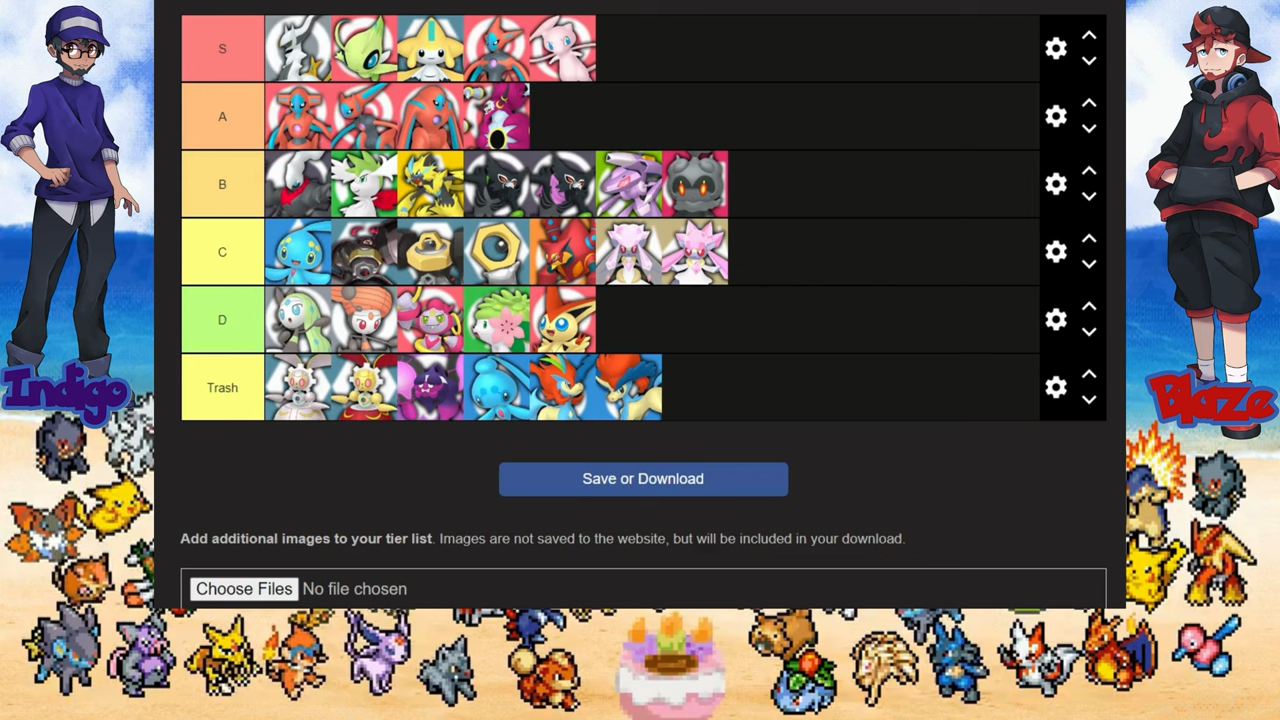 S
A
B
C
D
Trash
Indigo
Blaze
Save or Download
Add additional images to your tier list. Images are not saved to the website, but will be included in your download.
Choose Files No file chosen